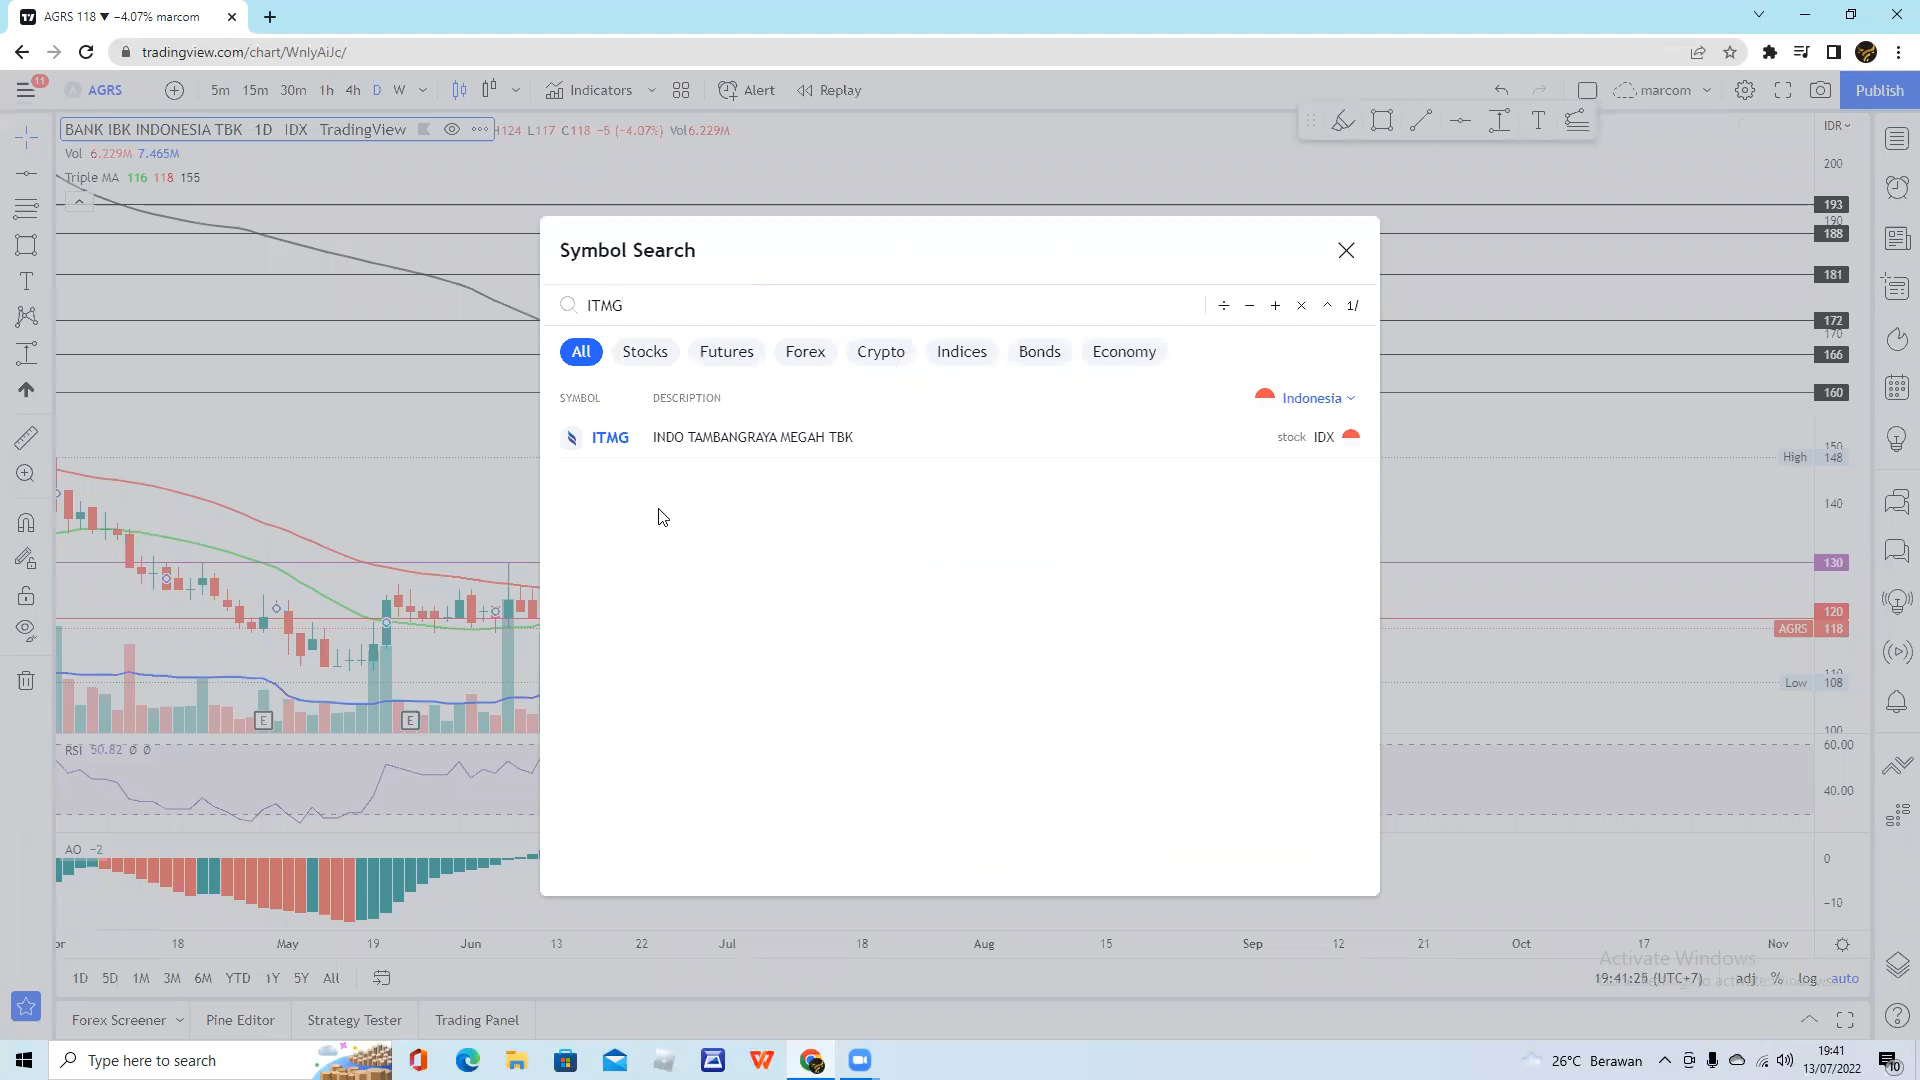 AGRS 118 ▼ −4.07% marcom
tradingview.com/chart/WnlyAiJc/
11
AGRS 5m 15m 30m 1h 4h D W Indicators Alert Replay marcom Publish
BANK IBK INDONESIA TBK 1D IDX TradingView H124 L117 C118 −5 (−4.07%) Vol6.229M
IDR
Vol 6.229M 7.465M
Triple MA 116 118 155
200
193
190
188
181
172
170
166
160
150
High 148
140
130
120
AGRS 118
110
Low 108
100
Symbol Search
ITMG
÷ − + × ^ 1/
All Stocks Futures Forex Crypto Indices Bonds Economy
SYMBOL DESCRIPTION Indonesia
ITMG INDO TAMBANGRAYA MEGAH TBK stock IDX
E E
RSI 50.82 Ø Ø
60.00
40.00
AO −2
0
−10
18 May 19 Jun 13 22 Jul 18 Aug 15 Sep 12 21 Oct 17 Nov
Activate Windows
1D 5D 1M 3M 6M YTD 1Y 5Y All 19:41:25 (UTC+7) adj % log auto
Forex Screener Pine Editor Strategy Tester Trading Panel
Type here to search
26°C Berawan
19:41
13/07/2022
10